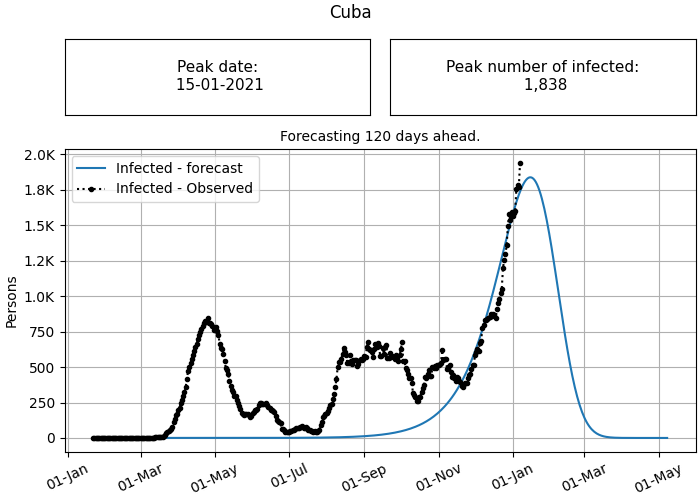 Cuba
Peak date:
15-01-2021
Peak number of infected:
1,838
Forecasting 120 days ahead.
Infected - forecast
Infected - Observed
Persons
2.0K
1.8K
1.5K
1.2K
1.0K
750
500
250
0
01-Jan
01-Mar
01-May
01-Jul
01-Sep
01-Nov
01-Jan
01-Mar
01-May